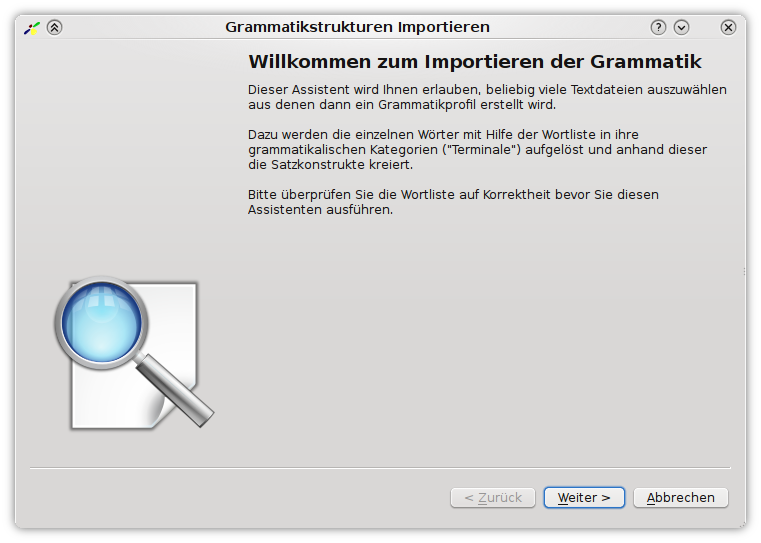 Grammatikstrukturen Importieren
Willkommen zum Importieren der Grammatik
Dieser Assistent wird Ihnen erlauben, beliebig viele Textdateien auszuwählen
aus denen dann ein Grammatikprofil erstellt wird.
Dazu werden die einzelnen Wörter mit Hilfe der Wortliste in ihre
grammatikalischen Kategorien ("Terminale") aufgelöst und anhand dieser
die Satzkonstrukte kreiert.
Bitte überprüfen Sie die Wortliste auf Korrektheit bevor Sie diesen
Assistenten ausführen.
< Zurück Weiter > Abbrechen